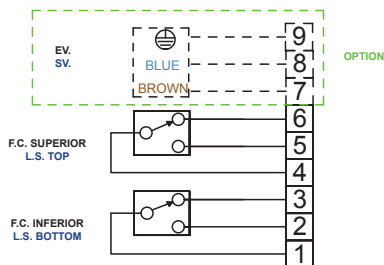 9
EV.
SV.
BLUE
8
OPTION
BROWN
7
6
F.C. SUPERIOR
L.S. TOP
5
4
3
F.C. INFERIOR
L.S. BOTTOM
2
1